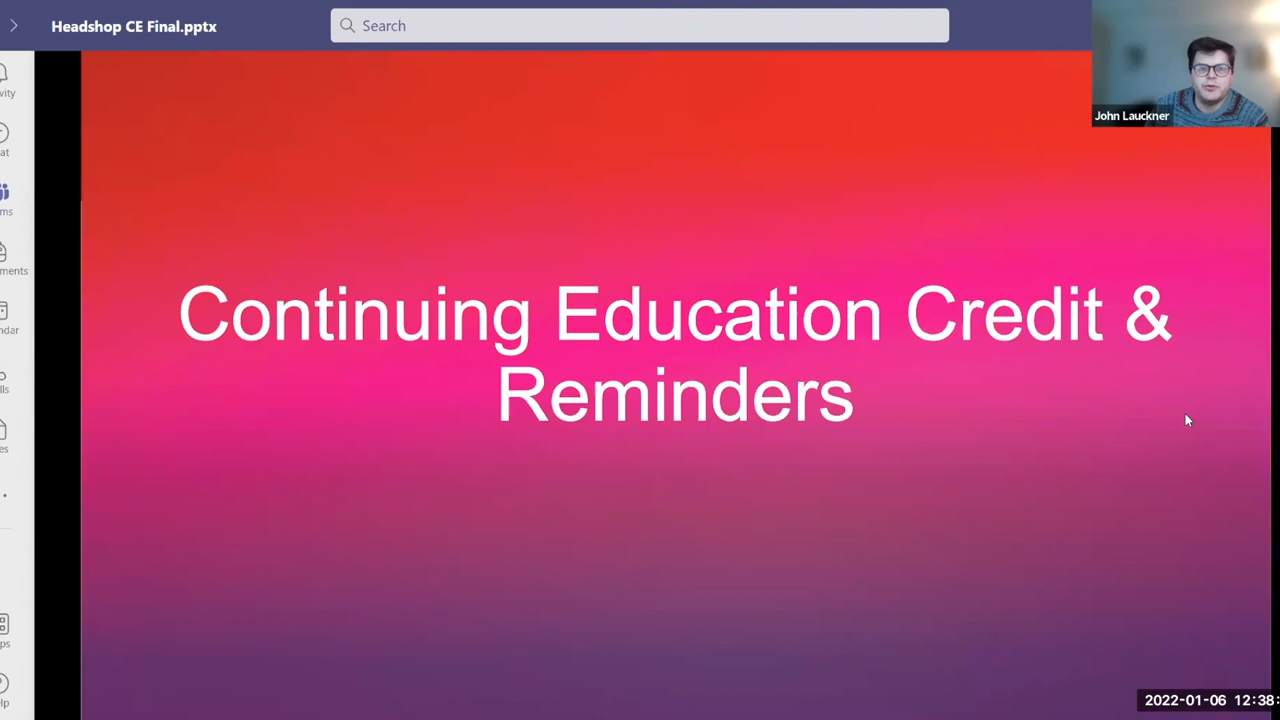 Headshop CE Final.pptx
Search
John Lauckner
vity
at
ms
ments
ndar
lls
es
ps
lp
Continuing Education Credit &
Reminders
2022-01-06 12:38: